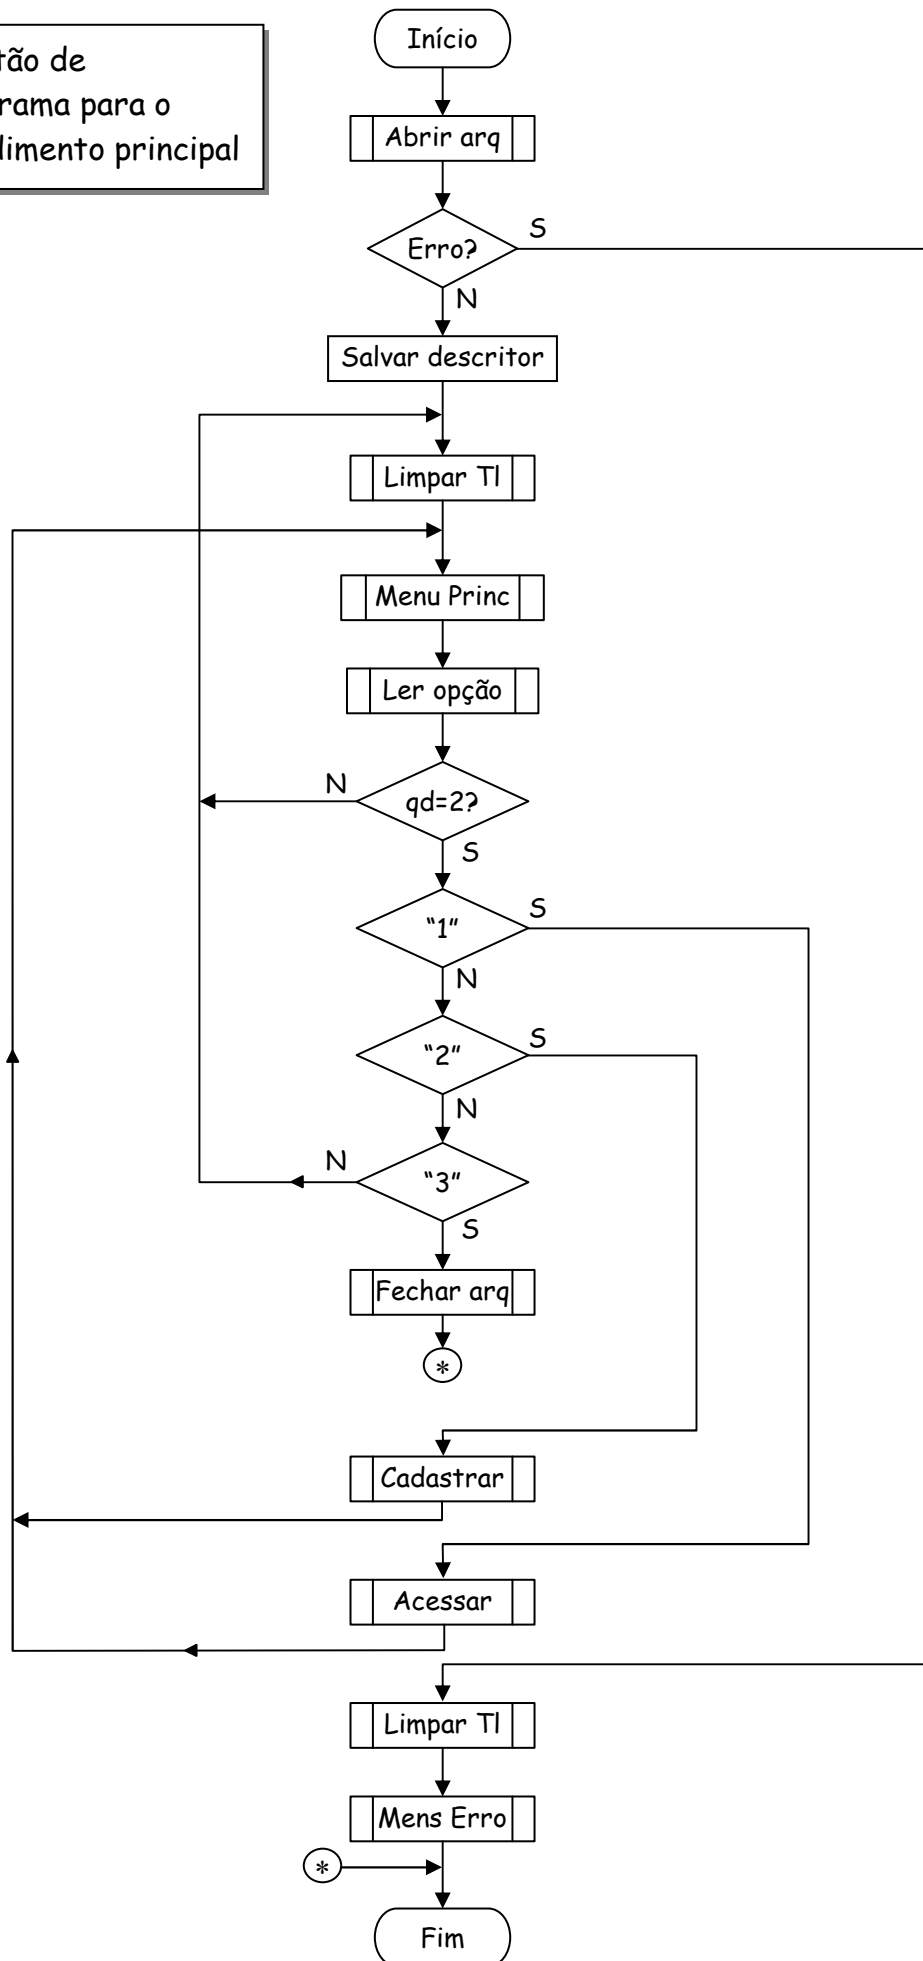 Início
tão de
rama para o
dimento principal
Abrir arq
Erro?
S
N
Salvar descritor
Limpar Tl
Menu Princ
Ler opção
N
qd=2?
S
"1"
S
N
"2"
S
N
N
"3"
S
Fechar arq
*
Cadastrar
Acessar
Limpar Tl
Mens Erro
*
Fim